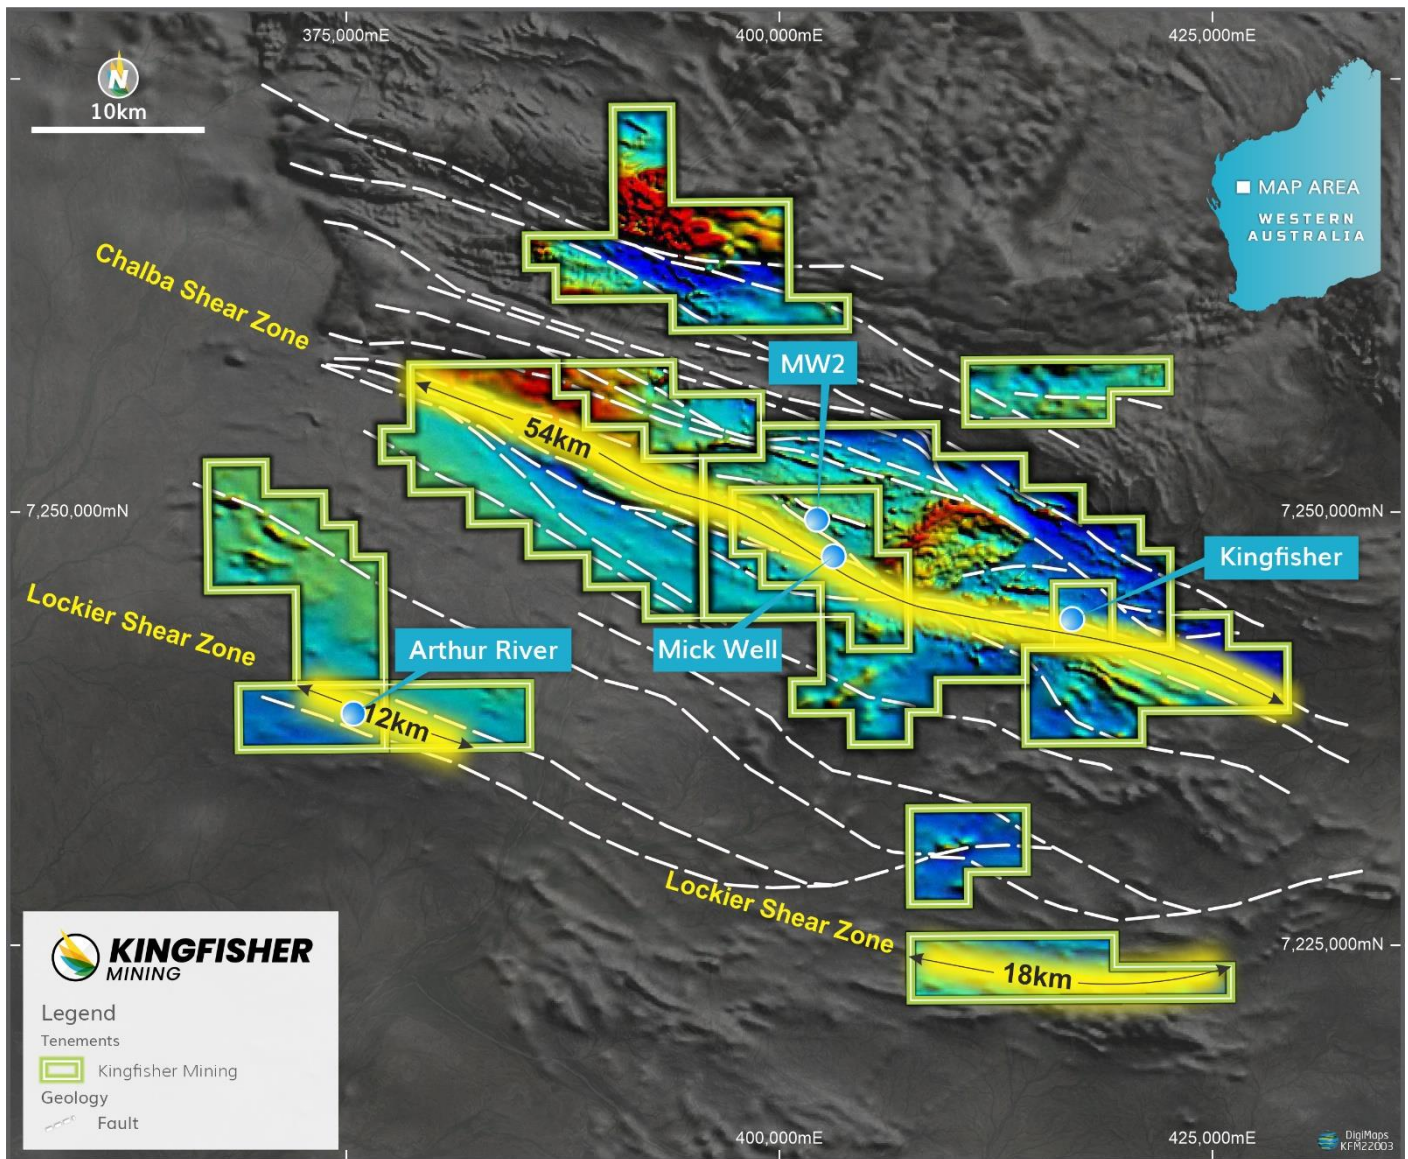 375,000mE
400,000mE
425,000mE
N
10km
MAP AREA
WESTERN
AUSTRALIA
Chalba Shear Zone
MW2
54km
7,250,000mN
7,250,000mN
Kingfisher
Lockier Shear Zone
Arthur River
Mick Well
12km
Lockier Shear Zone
7,225,000mN
18km
KINGFISHER
MINING
Legend
Tenements
Kingfisher Mining
Geology
Fault
400,000mE
425,000mE
DigiMaps
KFM22003